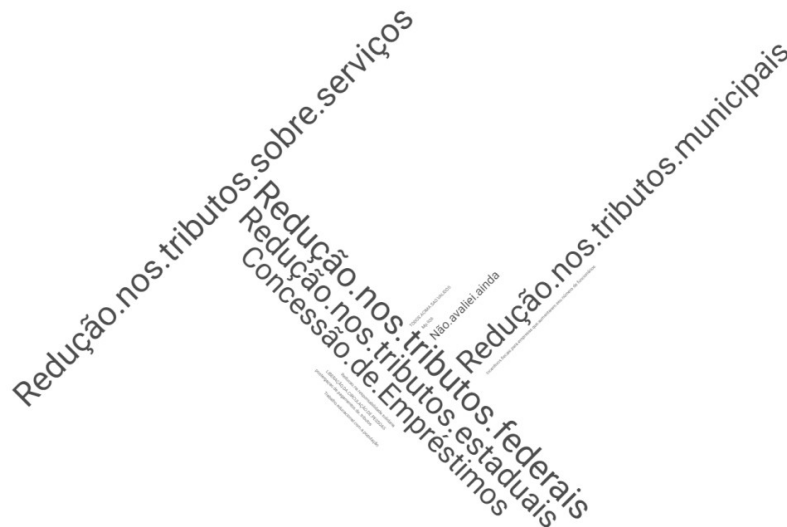 Redução.nos.tributos.sobre.serviços
Redução.nos.tributos.municipais
Redução.nos.tributos.federais
Redução.nos.tributos.estaduais
Concessão.de.Empréstimos
Não.avaliei.ainda